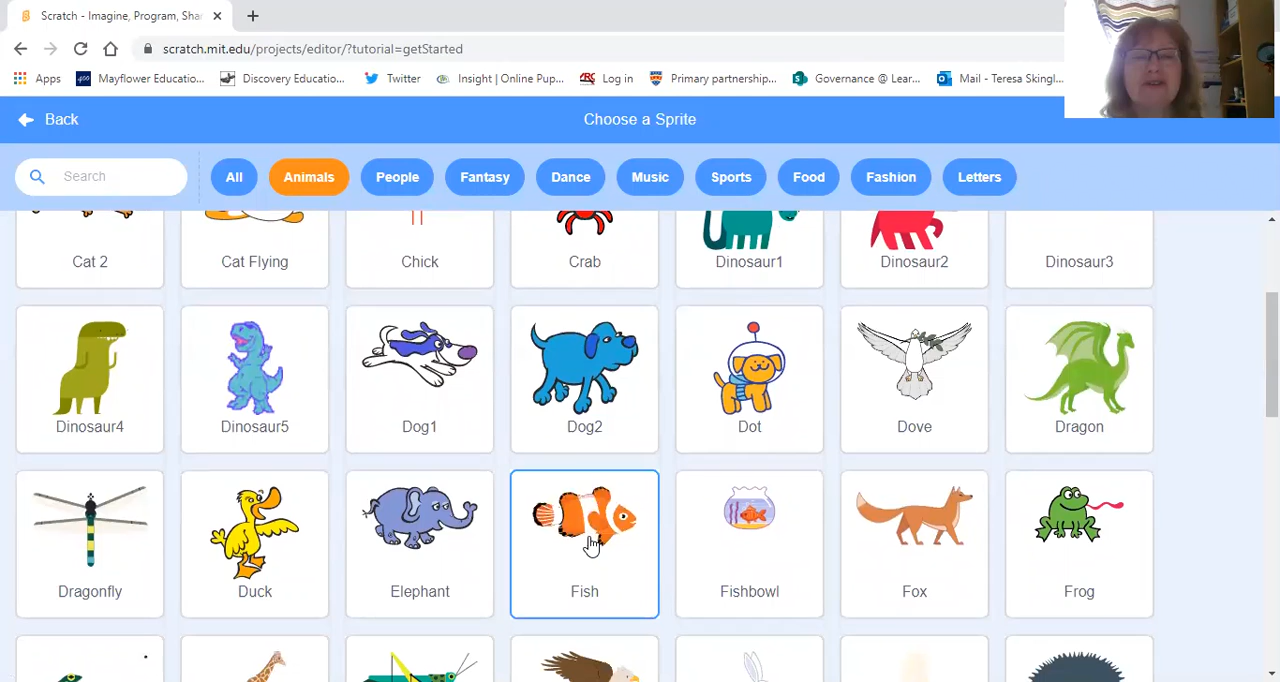 Scratch - Imagine, Program, Sha
scratch.mit.edu/projects/editor/?tutorial=getStarted
Apps Mayflower Educatio... Discovery Educatio... Twitter Insight | Online Pup... Log in Primary partnership... Governance @ Lear... Mail - Teresa Skingl...
Back Choose a Sprite
Search All Animals People Fantasy Dance Music Sports Food Fashion Letters
Cat 2 Cat Flying Chick Crab Dinosaur1 Dinosaur2 Dinosaur3
Dinosaur4 Dinosaur5 Dog1 Dog2 Dot Dove Dragon
Dragonfly Duck Elephant Fish Fishbowl Fox Frog